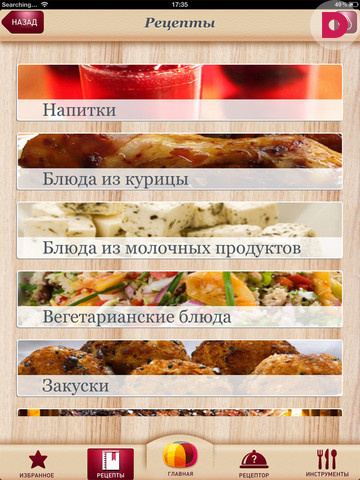 Searching...
17:35
49 %
НАЗАД
Рецепты
Напитки
Блюда из курицы
Блюда из молочных продуктов
Вегетарианские блюда
Закуски
ИЗБРАННОЕ
РЕЦЕПТЫ
ГЛАВНАЯ
РЕЦЕПТОР
ИНСТРУМЕНТЫ